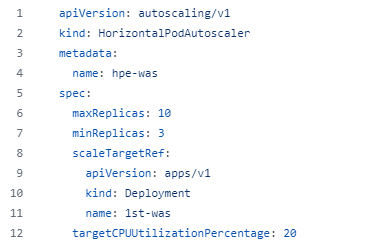 1 apiVersion: autoscaling/v1
2 kind: HorizontalPodAutoscaler
3 metadata:
4   name: hpe-was
5 spec:
6   maxReplicas: 10
7   minReplicas: 3
8   scaleTargetRef:
9     apiVersion: apps/v1
10     kind: Deployment
11     name: 1st-was
12   targetCPUUtilizationPercentage: 20